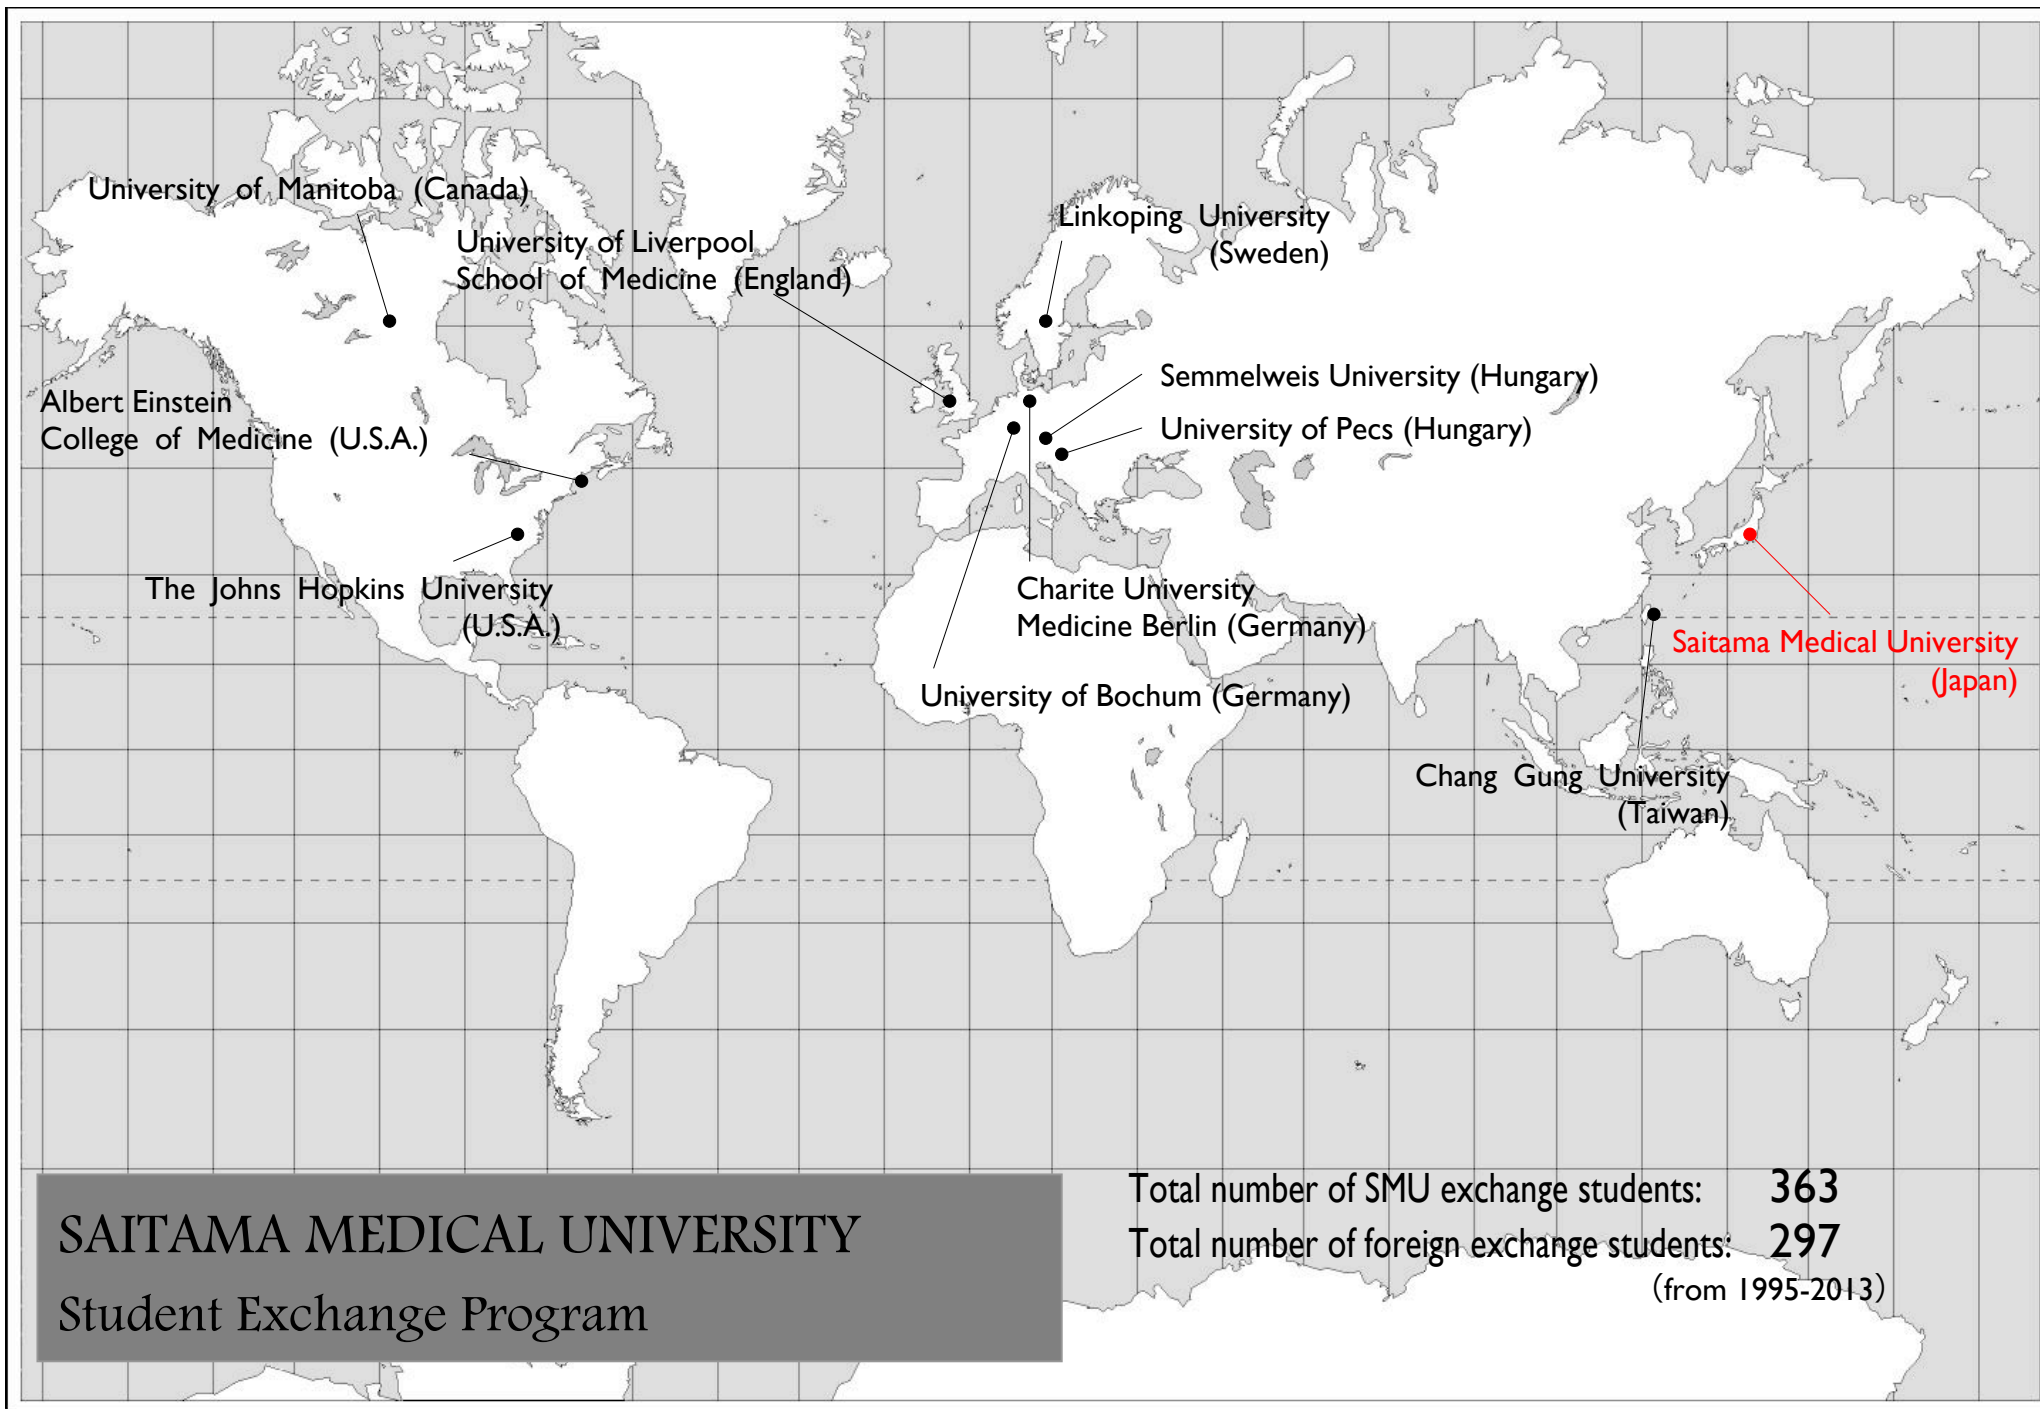 University of Manitoba (Canada)
University of Liverpool
School of Medicine (England)
Linkoping University
(Sweden)
Albert Einstein
College of Medicine (U.S.A.)
Semmelweis University (Hungary)
University of Pecs (Hungary)
The Johns Hopkins University
(U.S.A.)
Charite University
Medicine Berlin (Germany)
University of Bochum (Germany)
Saitama Medical University
(Japan)
Chang Gung University
(Taiwan)
SAITAMA MEDICAL UNIVERSITY
Student Exchange Program
Total number of SMU exchange students: 363
Total number of foreign exchange students: 297
(from 1995-2013)